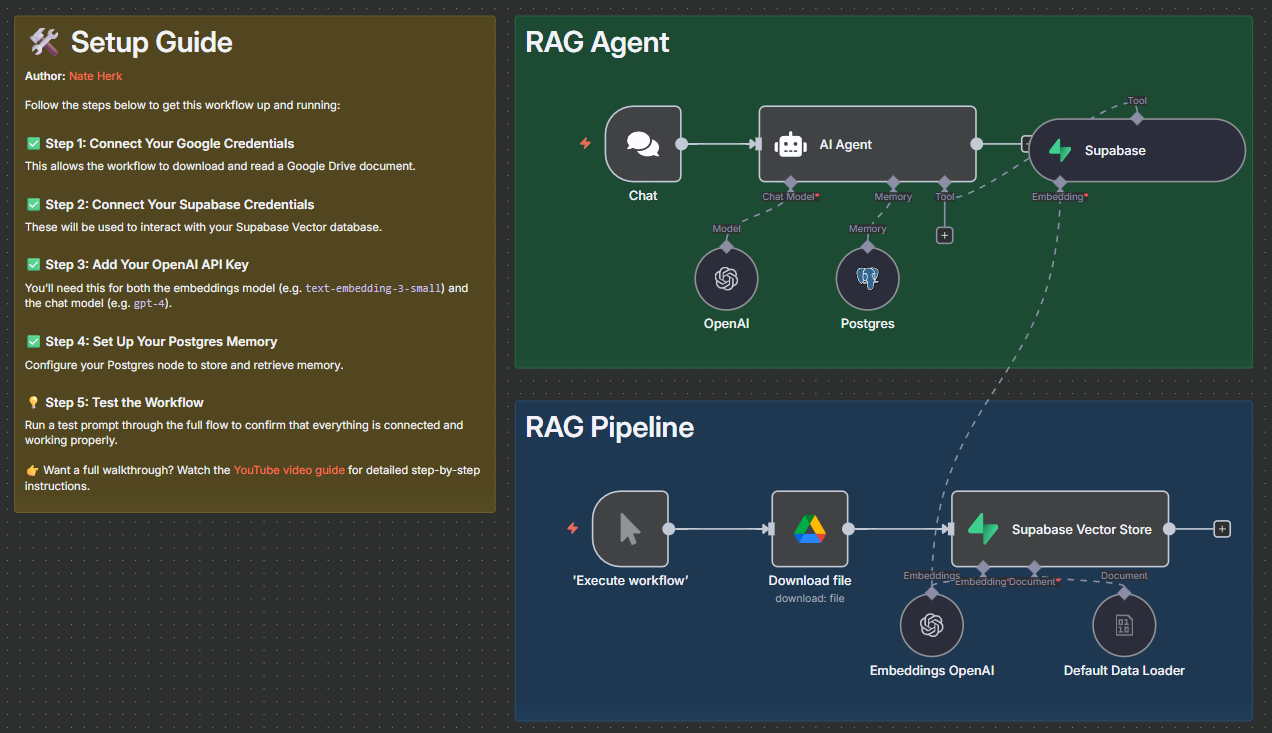 🛠️ Setup Guide
Author: Nate Herk
Follow the steps below to get this workflow up and running:
✅ Step 1: Connect Your Google Credentials
This allows the workflow to download and read a Google Drive document.
✅ Step 2: Connect Your Supabase Credentials
These will be used to interact with your Supabase Vector database.
✅ Step 3: Add Your OpenAI API Key
You’ll need this for both the embeddings model (e.g. text-embedding-3-small) and
the chat model (e.g. gpt-4).
✅ Step 4: Set Up Your Postgres Memory
Configure your Postgres node to store and retrieve memory.
💡 Step 5: Test the Workflow
Run a test prompt through the full flow to confirm that everything is connected and
working properly.
👉 Want a full walkthrough? Watch the YouTube video guide for detailed step-by-step
instructions.
RAG Agent
Tool
AI Agent
Supabase
Chat
Chat Model*
Memory
Tool
Embedding*
Model
Memory
OpenAI
Postgres
RAG Pipeline
Supabase Vector Store
'Execute workflow'
Download file
download: file
Embeddings
Embedding*
Document*
Document
Embeddings OpenAI
Default Data Loader